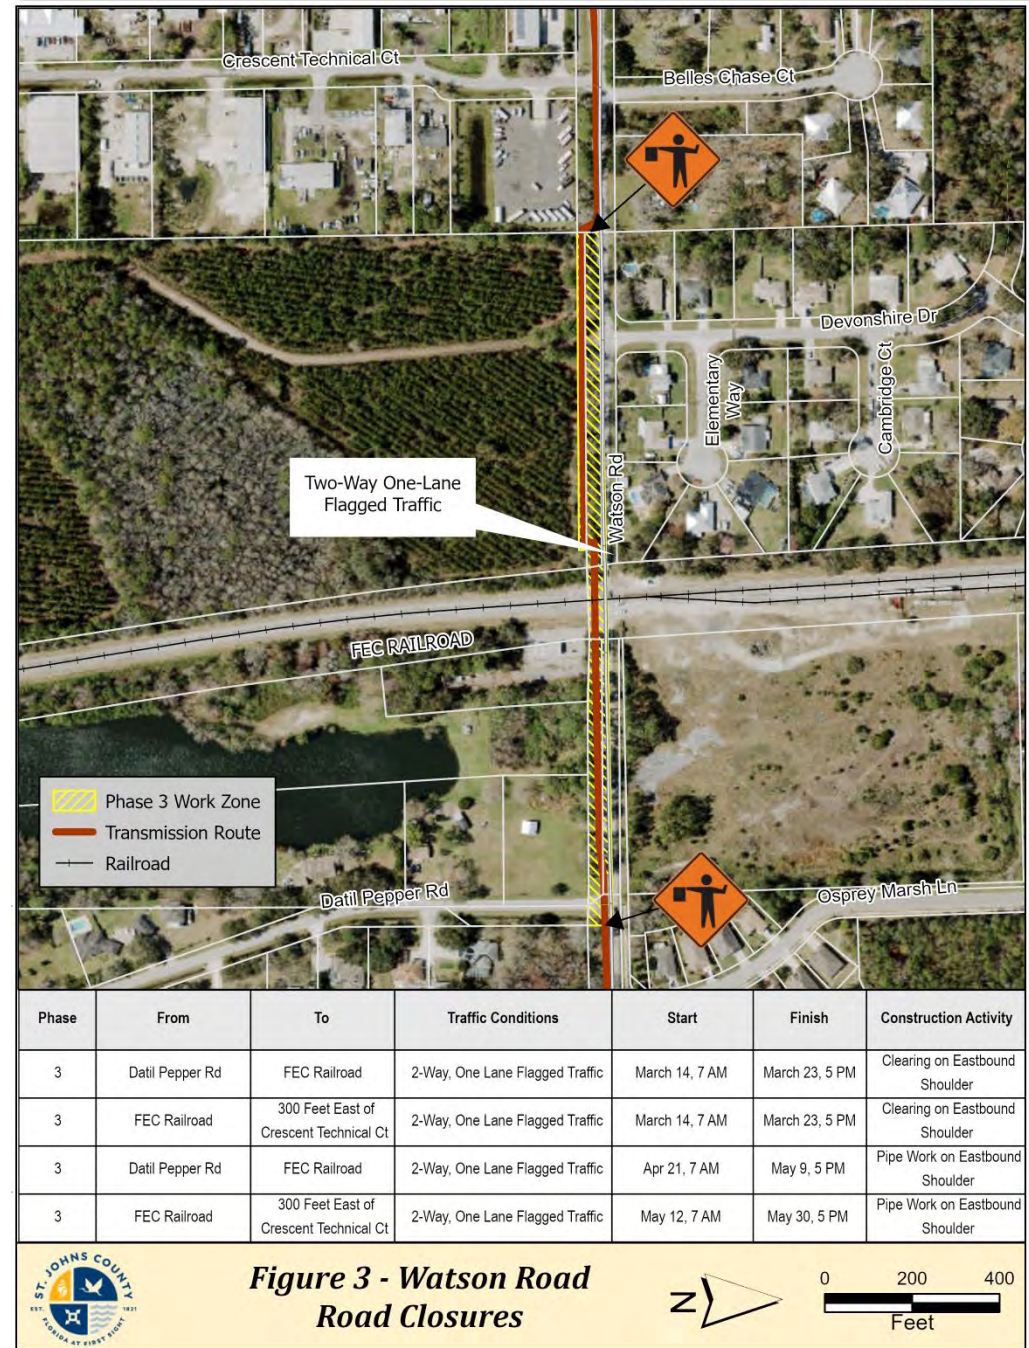 Crescent Technical Ct
Belles Chase Ct
Devonshire Dr
Elementary
Way
Cambridge Ct
Two-Way One-Lane
Flagged Traffic
Watson Rd
FEC RAILROAD
Phase 3 Work Zone
Transmission Route
Railroad
Datil Pepper Rd
Osprey Marsh Ln
Phase From To Traffic Conditions Start Finish Construction Activity
3 Datil Pepper Rd FEC Railroad 2-Way, One Lane Flagged Traffic March 14, 7 AM March 23, 5 PM Clearing on Eastbound
Shoulder
3 FEC Railroad 300 Feet East of
Crescent Technical Ct 2-Way, One Lane Flagged Traffic March 14, 7 AM March 23, 5 PM Clearing on Eastbound
Shoulder
3 Datil Pepper Rd FEC Railroad 2-Way, One Lane Flagged Traffic Apr 21, 7 AM May 9, 5 PM Pipe Work on Eastbound
Shoulder
3 FEC Railroad 300 Feet East of
Crescent Technical Ct 2-Way, One Lane Flagged Traffic May 12, 7 AM May 30, 5 PM Pipe Work on Eastbound
Shoulder
ST. JOHNS COUNTY
EST. 1821
FLORIDA AT FIRST SIGHT
Figure 3 - Watson Road
Road Closures
N
0 200 400
Feet